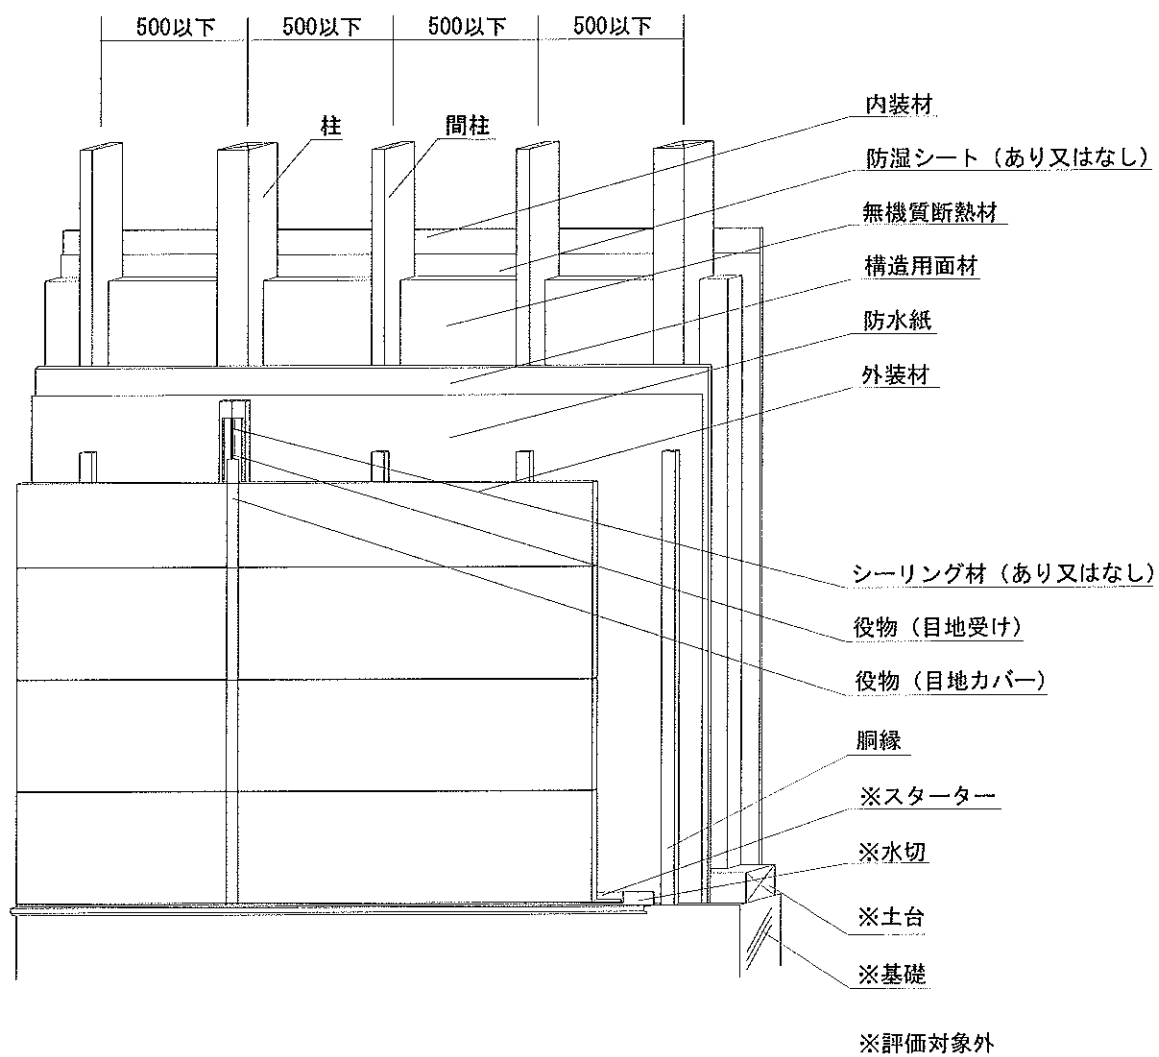 500以下 500以下 500以下 500以下
柱
間柱
内装材
防湿シート（あり又はなし）
無機質断熱材
構造用面材
防水紙
外装材
シーリング材（あり又はなし）
役物（目地受け）
役物（目地カバー）
胴縁
※スターター
※水切
※土台
※基礎
※評価対象外